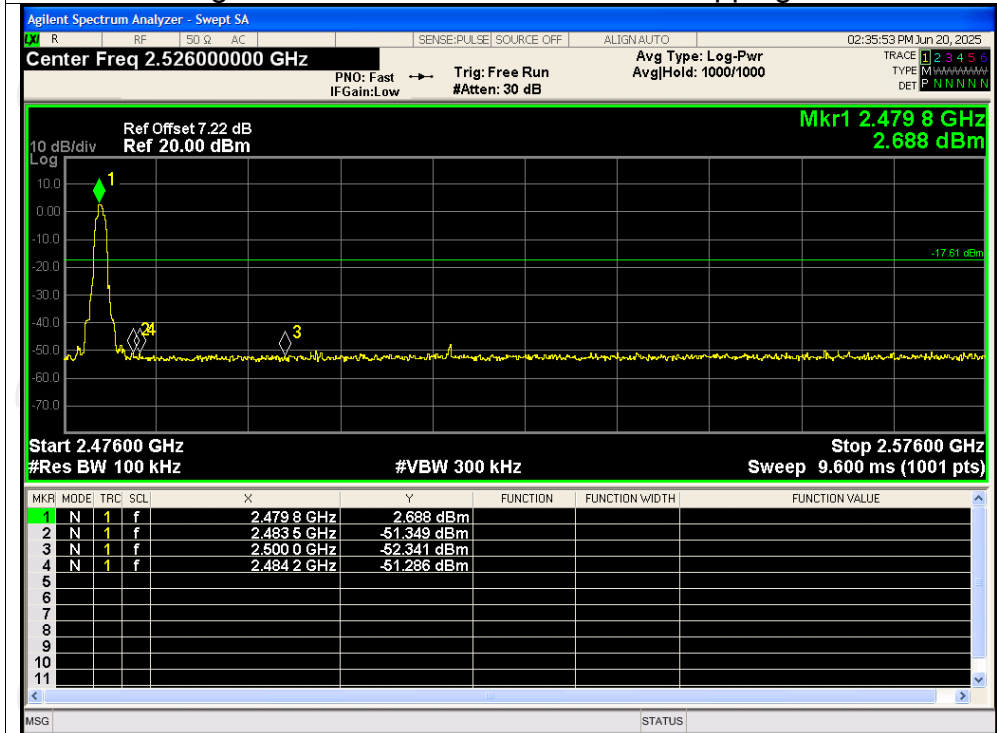 Agilent Spectrum Analyzer - Swept SA
LXI R RF 50 Ω AC SENSE:PULSE SOURCE OFF ALIGN AUTO 02:35:53 PM Jun 20, 2025
Center Freq 2.526000000 GHz
PNO: Fast
IFGain:Low
Trig: Free Run
#Atten: 30 dB
Avg Type: Log-Pwr
Avg|Hold: 1000/1000
TRACE 1 2 3 4 5 6
TYPE M
DET P N N N N N
Mkr1 2.479 8 GHz
2.688 dBm
Ref Offset 7.22 dB
10 dB/div Ref 20.00 dBm
Log
10.0
0.00
-10.0
-20.0
-30.0
-40.0
-50.0
-60.0
-70.0
1
-17.61 dBm
2 4
3
Start 2.47600 GHz Stop 2.57600 GHz
#Res BW 100 kHz #VBW 300 kHz Sweep 9.600 ms (1001 pts)
MKR MODE TRC SCL X Y FUNCTION FUNCTION WIDTH FUNCTION VALUE
1 N 1 f 2.479 8 GHz 2.688 dBm
2 N 1 f 2.483 5 GHz -51.349 dBm
3 N 1 f 2.500 0 GHz -52.341 dBm
4 N 1 f 2.484 2 GHz -51.286 dBm
5
6
7
8
9
10
11
MSG STATUS